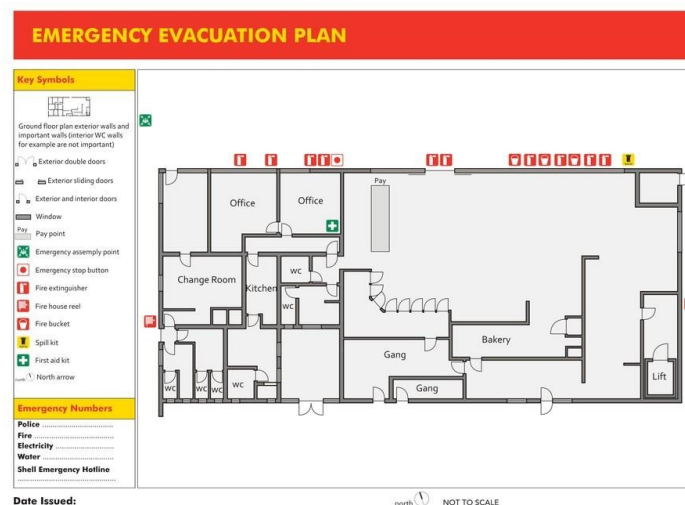 EMERGENCY EVACUATION PLAN
Key Symbols
Ground floor plan exterior walls and
important walls (interior WC walls
for example are not important)
Exterior double doors
Exterior sliding doors
Exterior and interior doors
Window
Pay
Pay point
Emergency assemply point
Emergency stop button
Fire extinguisher
Fire house reel
Fire bucket
Spill kit
First aid kit
north
North arrow
Emergency Numbers
Police ..................................
Fire ..................................
Electricity ..........................
Water ..................................
Shell Emergency Hotline
..................................
Date Issued:
Office
Office
Pay
Change Room
Kitchen
WC
WC
WC
WC
WC
WC
Gang
Gang
Bakery
Lift
north
NOT TO SCALE